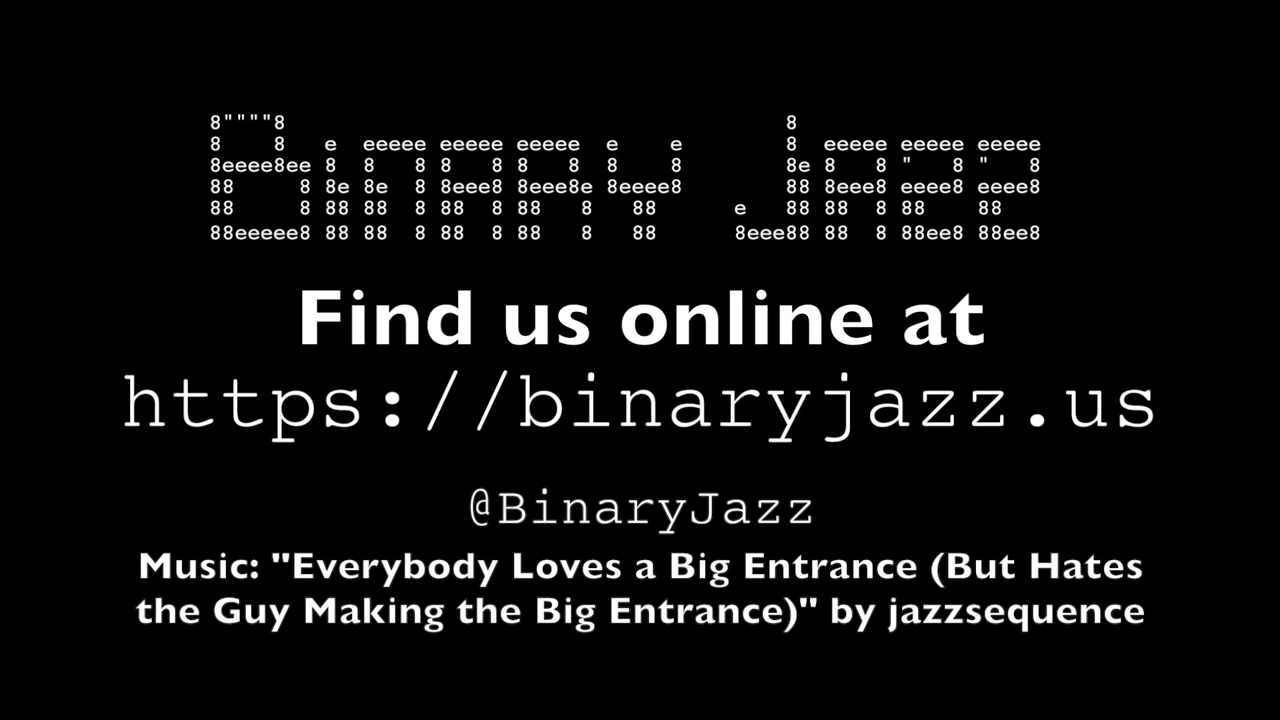 Binary Jazz
Find us online at
https://binaryjazz.us
@BinaryJazz
Music: "Everybody Loves a Big Entrance (But Hates
the Guy Making the Big Entrance)" by jazzsequence